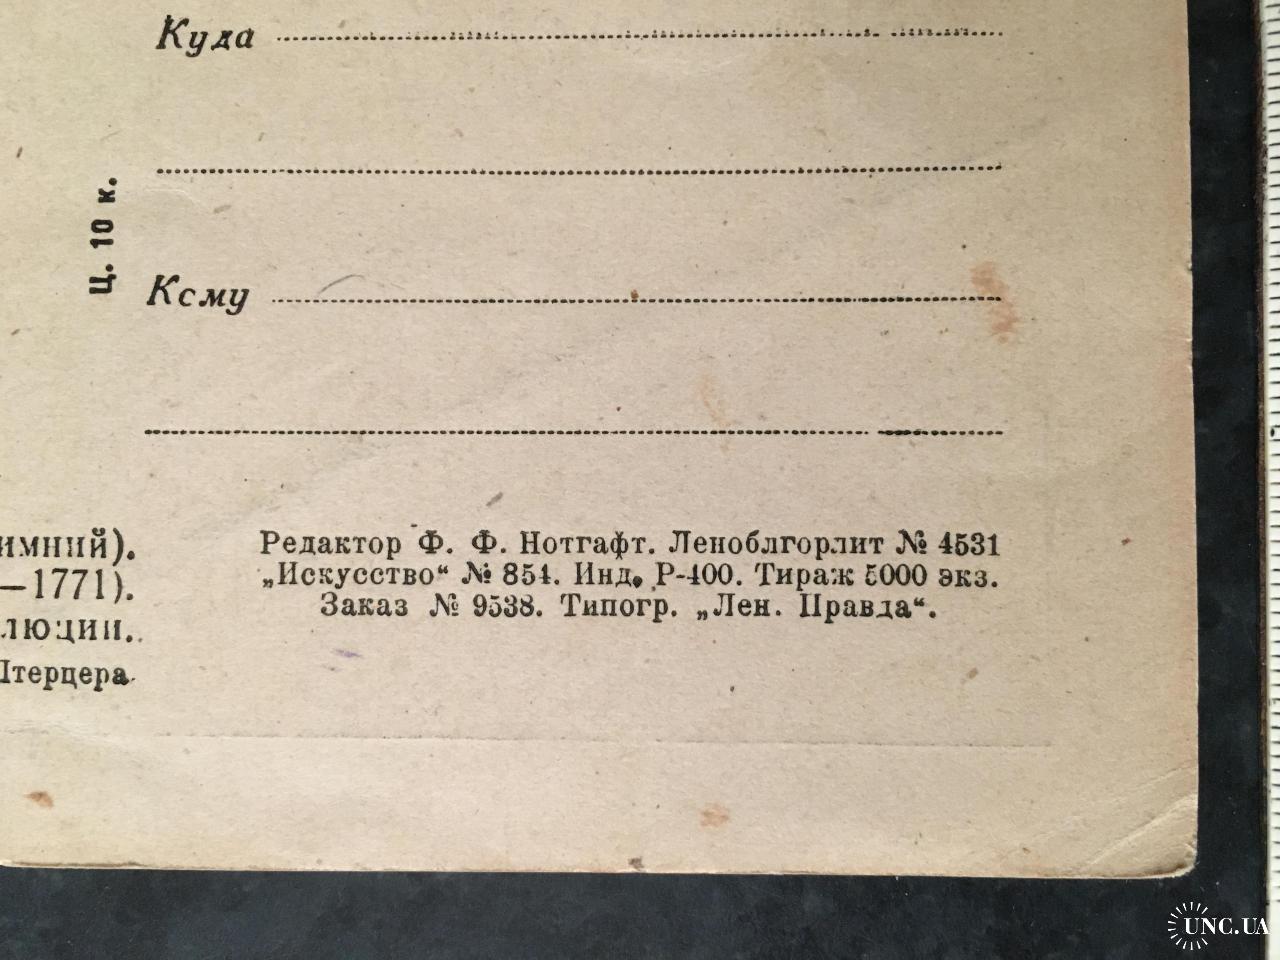 Куда
Ц. 10 к.
Ксму
имний).
Редактор Ф. Ф. Нотгафт. Леноблгорлит № 4531
–1771).
„Искусство“ № 854. Инд. Р-400. Тираж 5000 экз.
люции.
Заказ № 9538. Типогр. „Лен. Правда“.
Штерцера
UNC.UA